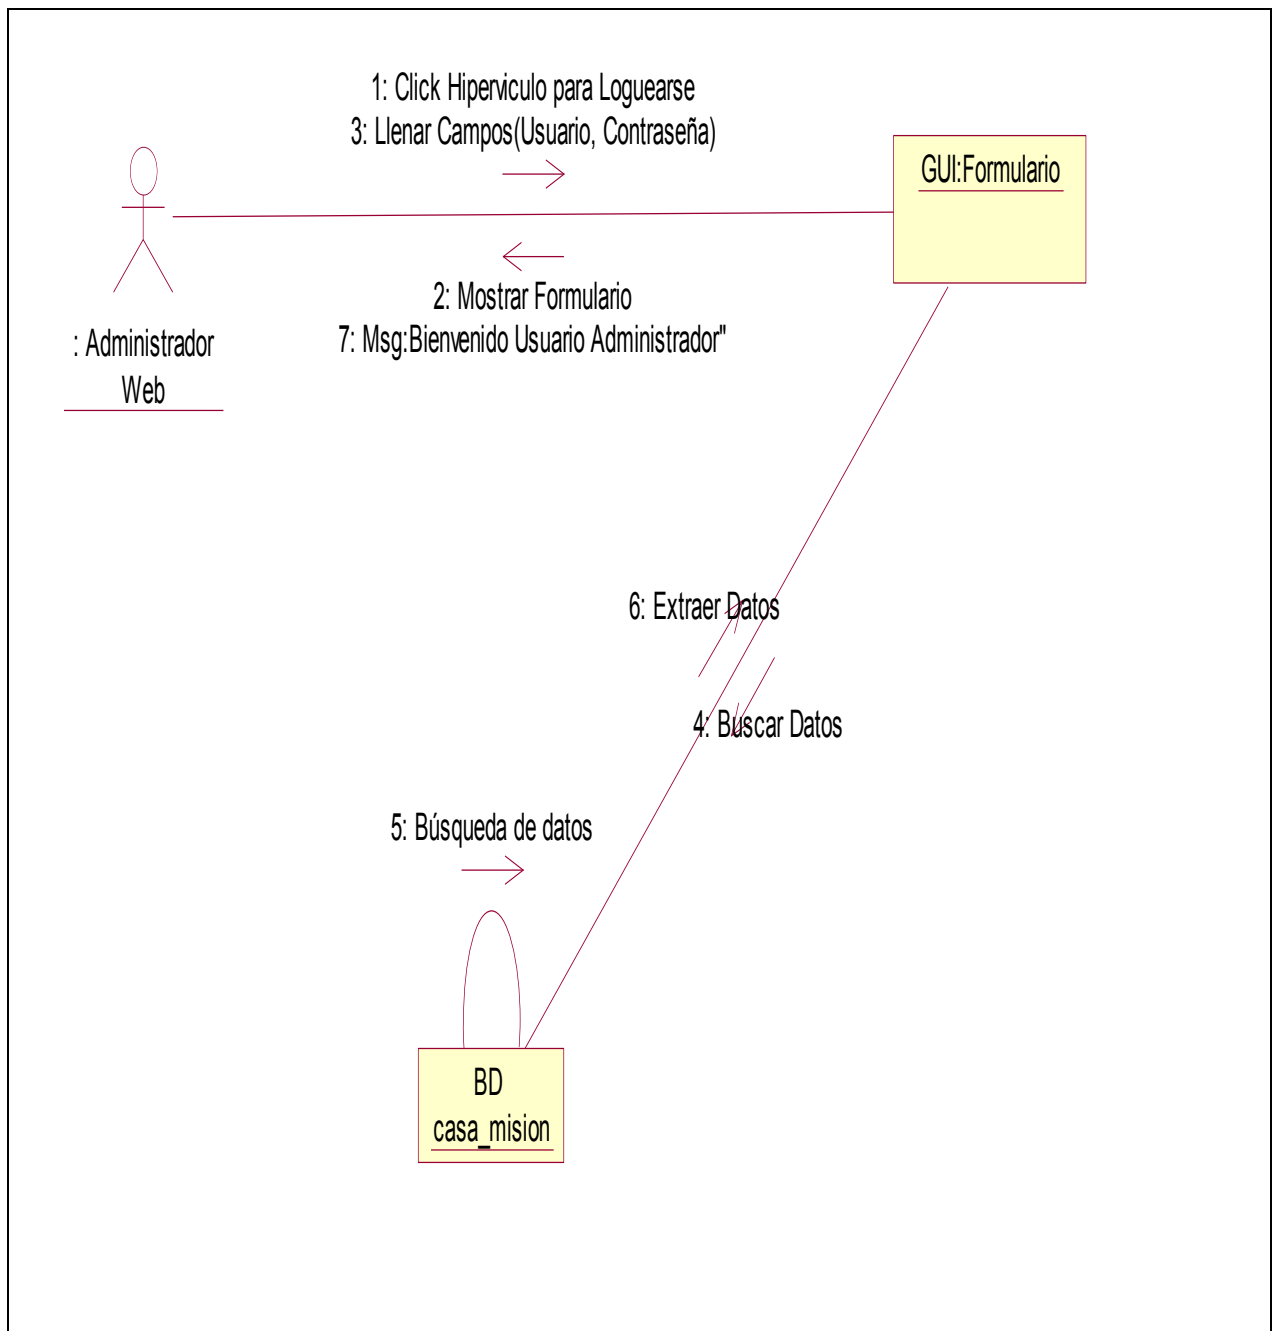 1: Click Hiperviculo para Loguearse
3: Llenar Campos(Usuario, Contraseña)
GUI:Formulario
2: Mostrar Formulario
7: Msg:Bienvenido Usuario Administrador"
: Administrador
Web
6: Extraer Datos
4: Buscar Datos
5: Búsqueda de datos
BD
casa_mision